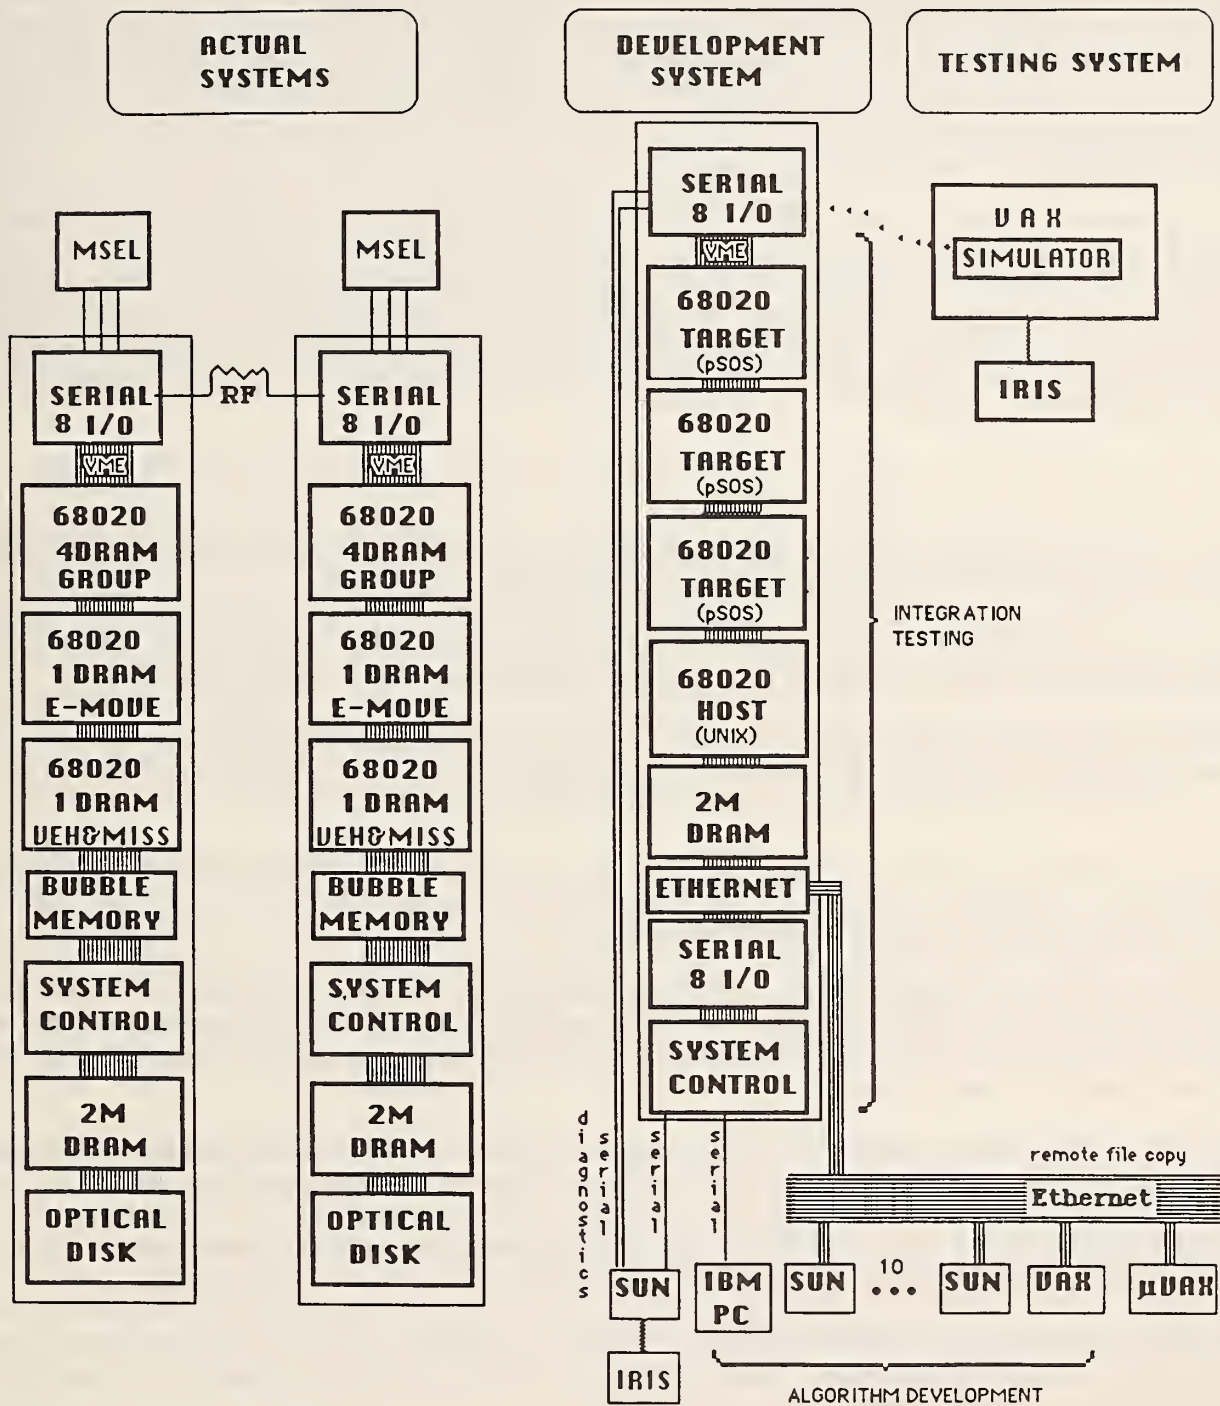 ACTUAL
SYSTEMS
DEVELOPMENT
SYSTEM
TESTING SYSTEM
MSEL
SERIAL
8 I/O
VME
68020
4DRAM
GROUP
68020
1 DRAM
E-MOVE
68020
1 DRAM
VEH&MISS
BUBBLE
MEMORY
SYSTEM
CONTROL
2M
DRAM
OPTICAL
DISK
RF
MSEL
SERIAL
8 I/O
VME
68020
4DRAM
GROUP
68020
1 DRAM
E-MOVE
68020
1 DRAM
VEH&MISS
BUBBLE
MEMORY
SYSTEM
CONTROL
2M
DRAM
OPTICAL
DISK
SERIAL
8 I/O
VME
68020
TARGET
(pSOS)
68020
TARGET
(pSOS)
68020
TARGET
(pSOS)
68020
HOST
(UNIX)
2M
DRAM
ETHERNET
SERIAL
8 I/O
SYSTEM
CONTROL
VAX
SIMULATOR
IRIS
INTEGRATION
TESTING
diagnostics
serial
serial
serial
remote file copy
Ethernet
SUN
IBM
PC
SUN
10
•••
SUN
VAX
µVAX
IRIS
ALGORITHM DEVELOPMENT